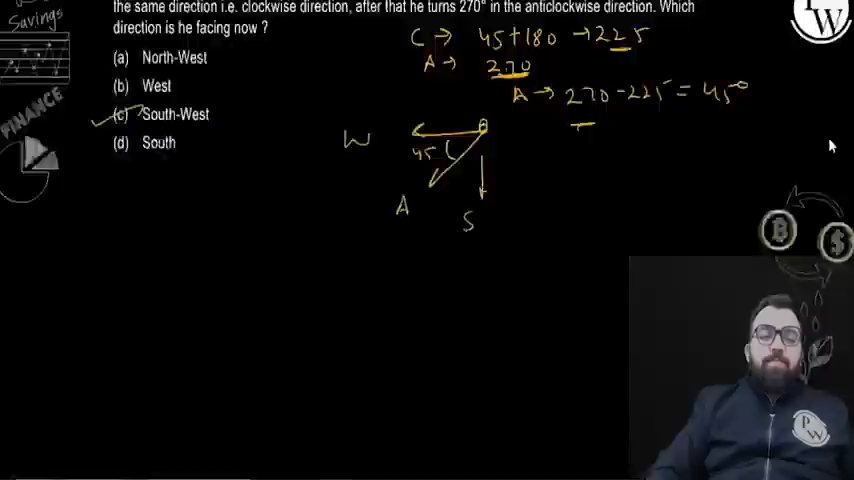 Savings
FINANCE
the same direction i.e. clockwise direction, after that he turns 270° in the anticlockwise direction. Which
direction is he facing now ?
(a) North-West
(b) West
(c) South-West
(d) South
C → 45+180 → 225
A → 270
A → 270-225 = 45°
W
45
A
S
W
B
$
P
W